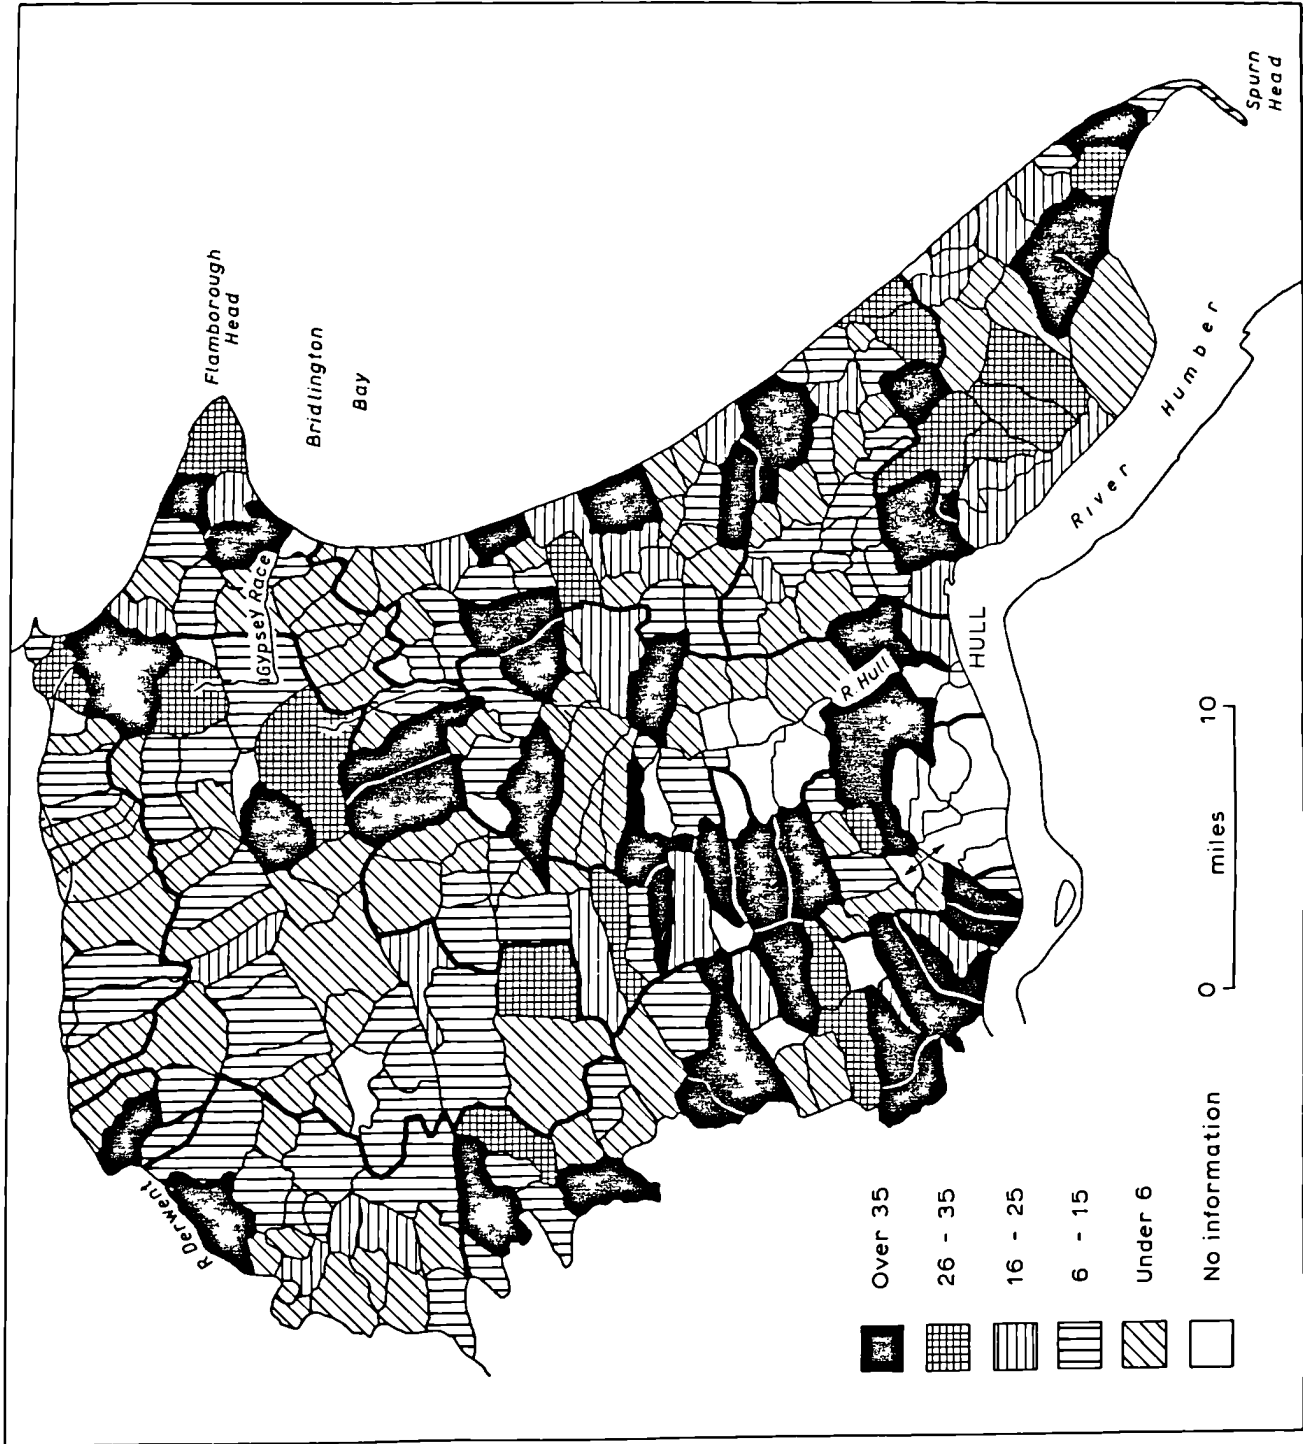 Flamborough
Head
Bridlington
Bay
Gypsey Race
R Derwent
R. Hull
HULL
River Humber
Spurn
Head
Over 35
26 - 35
16 - 25
6 - 15
Under 6
No information
0 miles 10